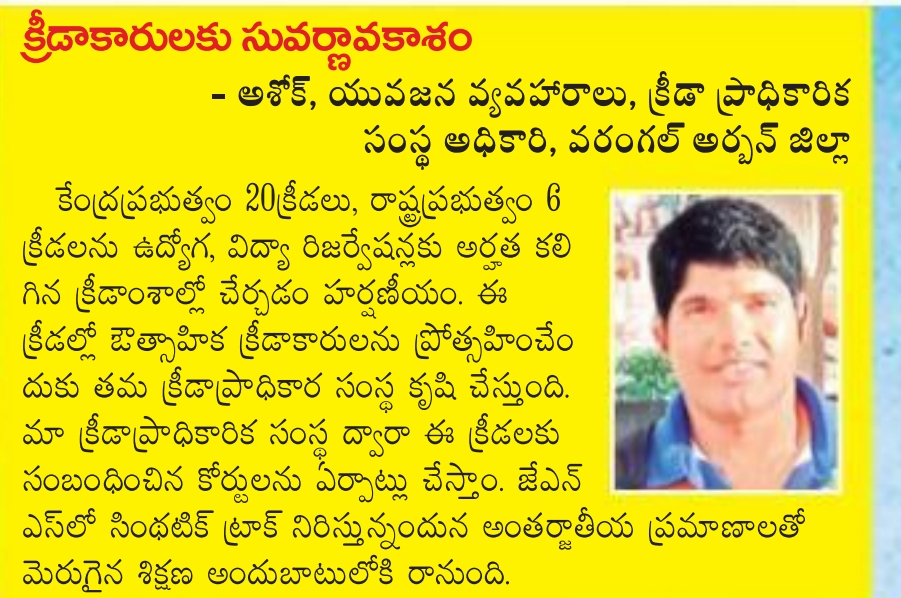 క్రీడాకారులకు సువర్ణావకాశం
- అశోక్, యువజన వ్యవహారాలు, క్రీడా ప్రాధికారిక
సంస్థ అధికారి, వరంగల్ అర్బన్ జిల్లా
కేంద్రప్రభుత్వం 20క్రీడలు, రాష్ట్రప్రభుత్వం 6
క్రీడలను ఉద్యోగ, విద్యా రిజర్వేషన్లకు అర్హత కలి
గిన క్రీడాంశాల్లో చేర్చడం హర్షణీయం. ఈ
క్రీడల్లో ఔత్సాహిక క్రీడాకారులను ప్రోత్సహించేం
దుకు తమ క్రీడాప్రాధికార సంస్థ కృషి చేస్తుంది.
మా క్రీడాప్రాధికారిక సంస్థ ద్వారా ఈ క్రీడలకు
సంబంధించిన కోర్టులను ఏర్పాట్లు చేస్తాం. జేఎన్
ఎస్‌లో సింథటిక్ ట్రాక్ నిరిస్తున్నందున అంతర్జాతీయ ప్రమాణాలతో
మెరుగైన శిక్షణ అందుబాటులోకి రానుంది.